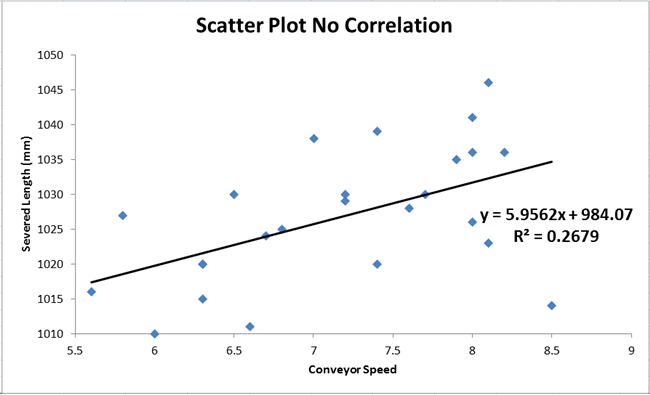 Scatter Plot No Correlation
1050
1045
1040
1035
1030
1025
1020
1015
1010
Severed Length (mm)
y = 5.9562x + 984.07
R² = 0.2679
5.5 6 6.5 7 7.5 8 8.5 9
Conveyor Speed